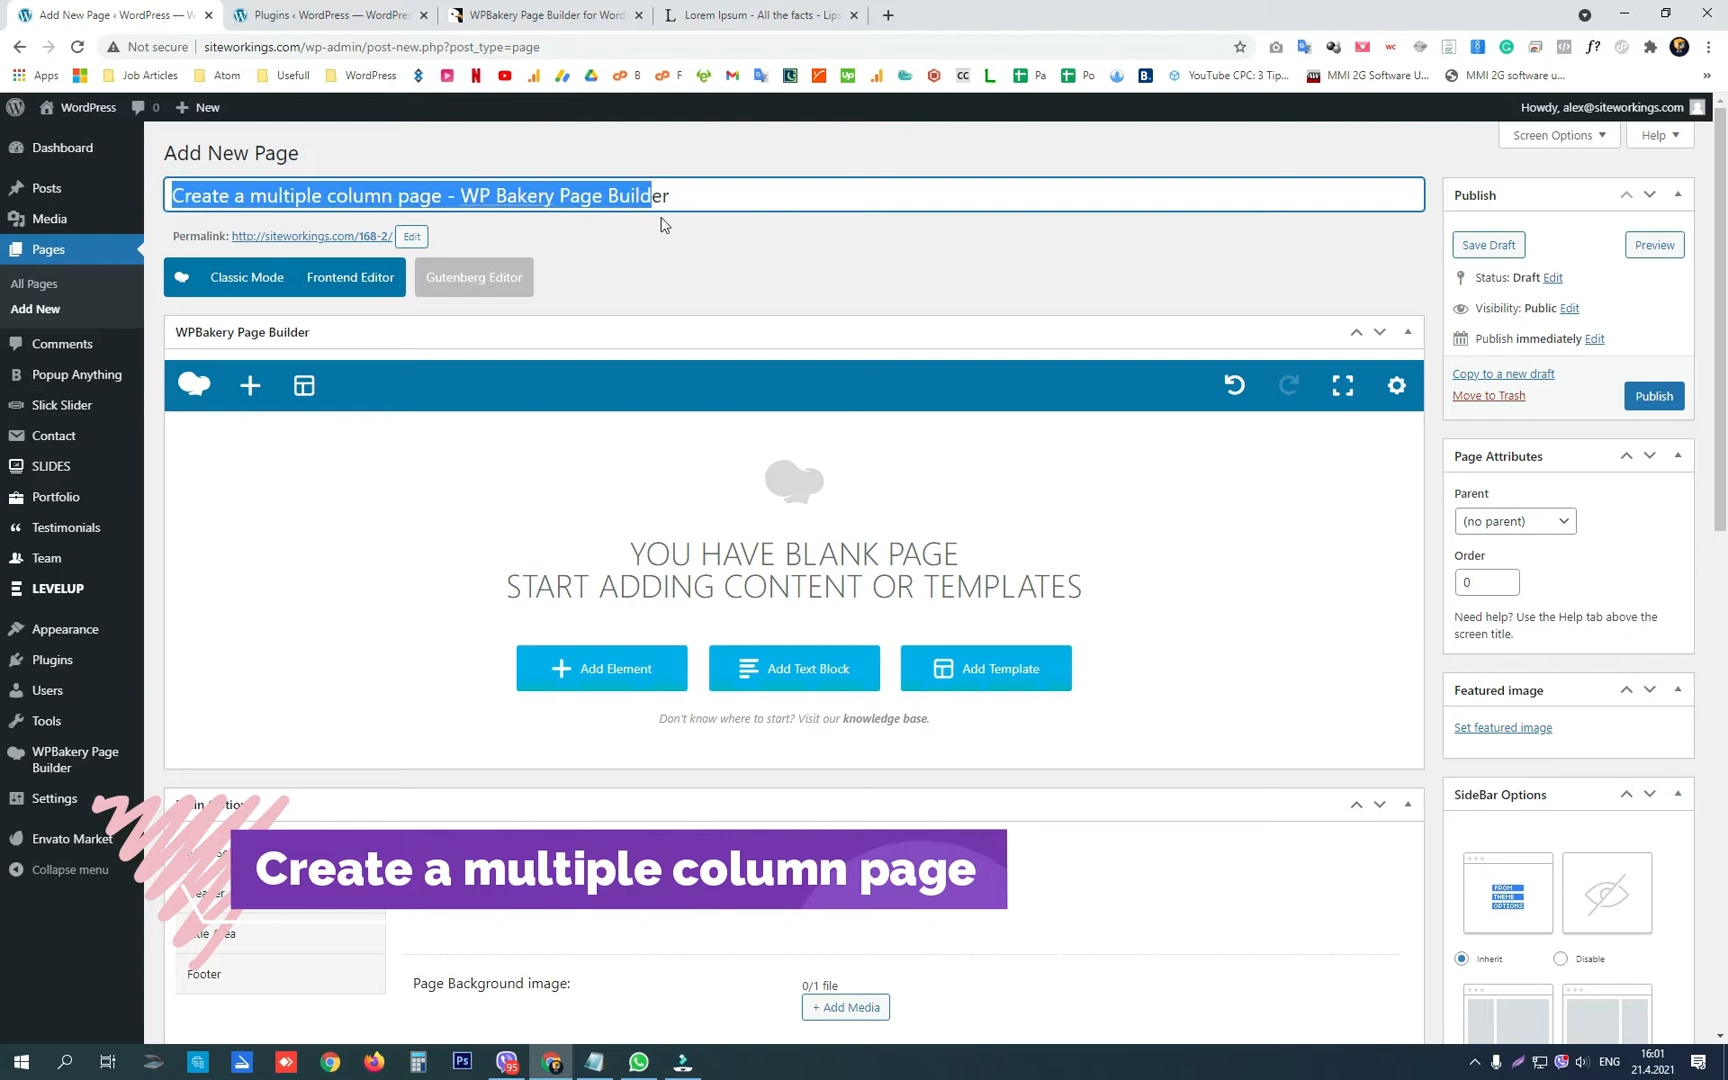 Add New Page ‹ WordPress — W
Plugins ‹ WordPress — WordPres
WPBakery Page Builder for Word
Lorem Ipsum - All the facts - Lips
Not secure
siteworkings.com/wp-admin/post-new.php?post_type=page
Apps
Job Articles
Atom
Usefull
WordPress
B
F
Pa
Po
YouTube CPC: 3 Tip...
MMI 2G Software U...
MMI 2G software u...
WordPress
0
New
Howdy, alex@siteworkings.com
Dashboard
Posts
Media
Pages
All Pages
Add New
Comments
Popup Anything
Slick Slider
Contact
SLIDES
Portfolio
Testimonials
Team
LEVELUP
Appearance
Plugins
Users
Tools
WPBakery Page
Builder
Settings
Envato Market
Collapse menu
Screen Options
Help
Add New Page
Create a multiple column page - WP Bakery Page Builder
Permalink: http://siteworkings.com/168-2/ Edit
Classic Mode
Frontend Editor
Gutenberg Editor
WPBakery Page Builder
YOU HAVE BLANK PAGE
START ADDING CONTENT OR TEMPLATES
Add Element
Add Text Block
Add Template
Don't know where to start? Visit our knowledge base.
Create a multiple column page
Footer
Page Background image:
0/1 file
+ Add Media
Publish
Save Draft
Preview
Status: Draft Edit
Visibility: Public Edit
Publish immediately Edit
Copy to a new draft
Move to Trash
Publish
Page Attributes
Parent
(no parent)
Order
0
Need help? Use the Help tab above the
screen title.
Featured image
Set featured image
SideBar Options
FROM
THEME
OPTIONS
Inherit
Disable
95
ENG
16:01
21.4.2021